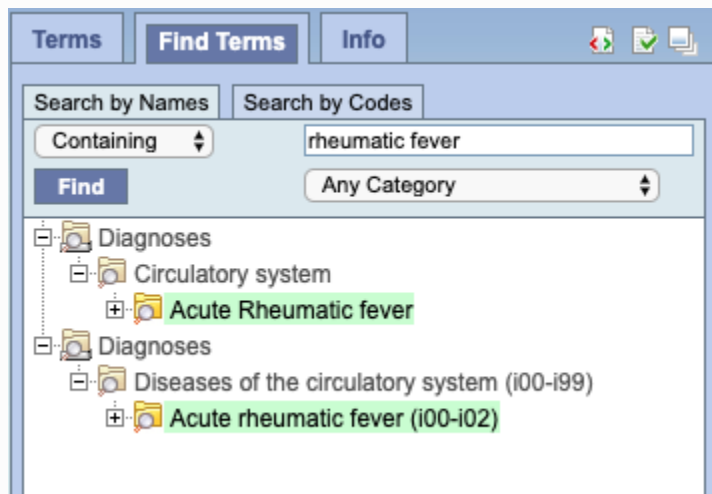 Terms Find Terms Info
Search by Names Search by Codes
Containing rheumatic fever
Find Any Category
Diagnoses
Circulatory system
Acute Rheumatic fever
Diagnoses
Diseases of the circulatory system (i00-i99)
Acute rheumatic fever (i00-i02)